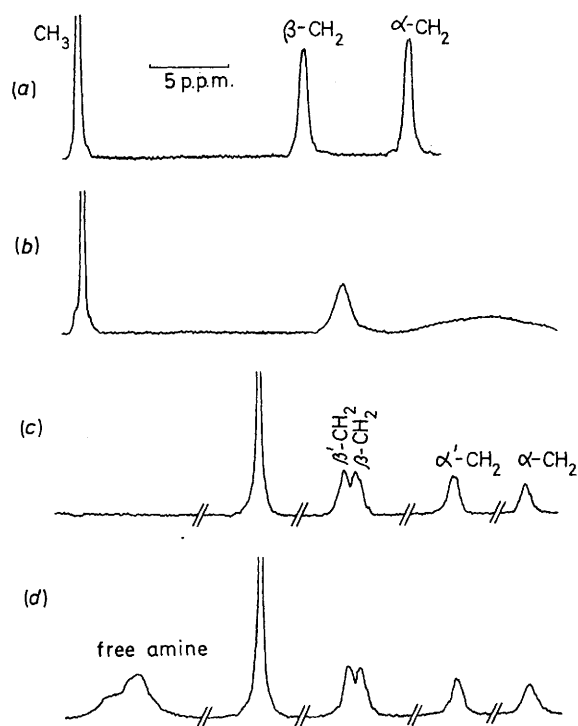 CH₃
β-CH₂
α-CH₂
5 p.p.m.
(a)
(b)
(c)
β'-CH₂
β-CH₂
α'-CH₂
α-CH₂
(d)
free amine